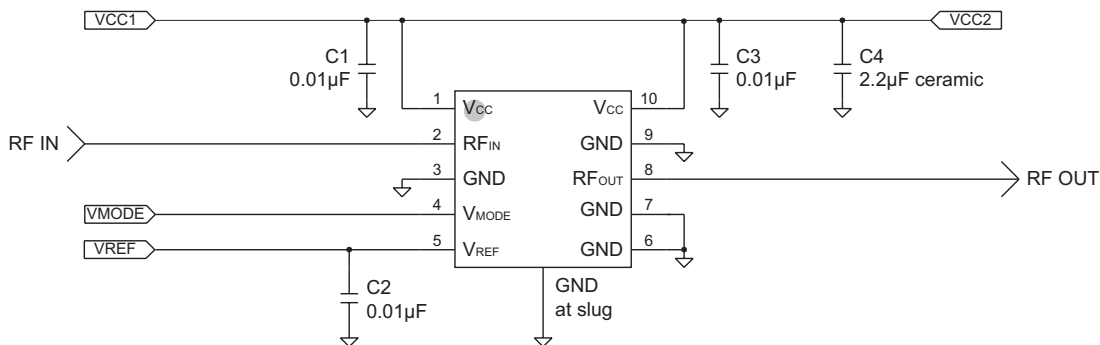 VCC1
VCC2
C1
0.01µF
C3
0.01µF
C4
2.2µF ceramic
1
VCC
VCC
10
RF IN
2
RFIN
GND
9
3
GND
RFOUT
8
RF OUT
VMODE
4
VMODE
GND
7
VREF
5
VREF
GND
6
C2
0.01µF
GND
at slug